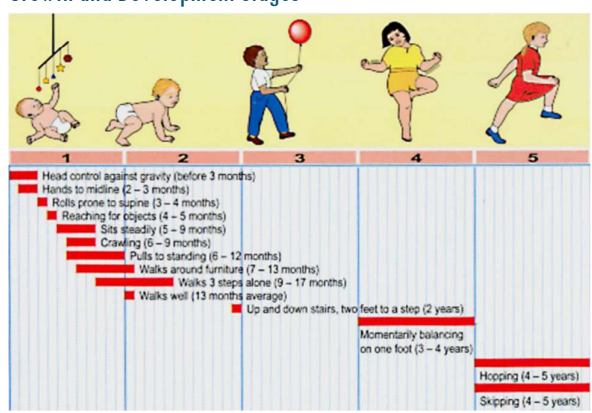 Growth and Development Stages
1 2 3 4 5
Head control against gravity (before 3 months)
Hands to midline (2 – 3 months)
Rolls prone to supine (3 – 4 months)
Reaching for objects (4 – 5 months)
Sits steadily (5 – 9 months)
Crawling (6 – 9 months)
Pulls to standing (6 – 12 months)
Walks around furniture (7 – 13 months)
Walks 3 steps alone (9 – 17 months)
Walks well (13 months average)
Up and down stairs, two feet to a step (2 years)
Momentarily balancing
on one foot (3 – 4 years)
Hopping (4 – 5 years)
Skipping (4 – 5 years)